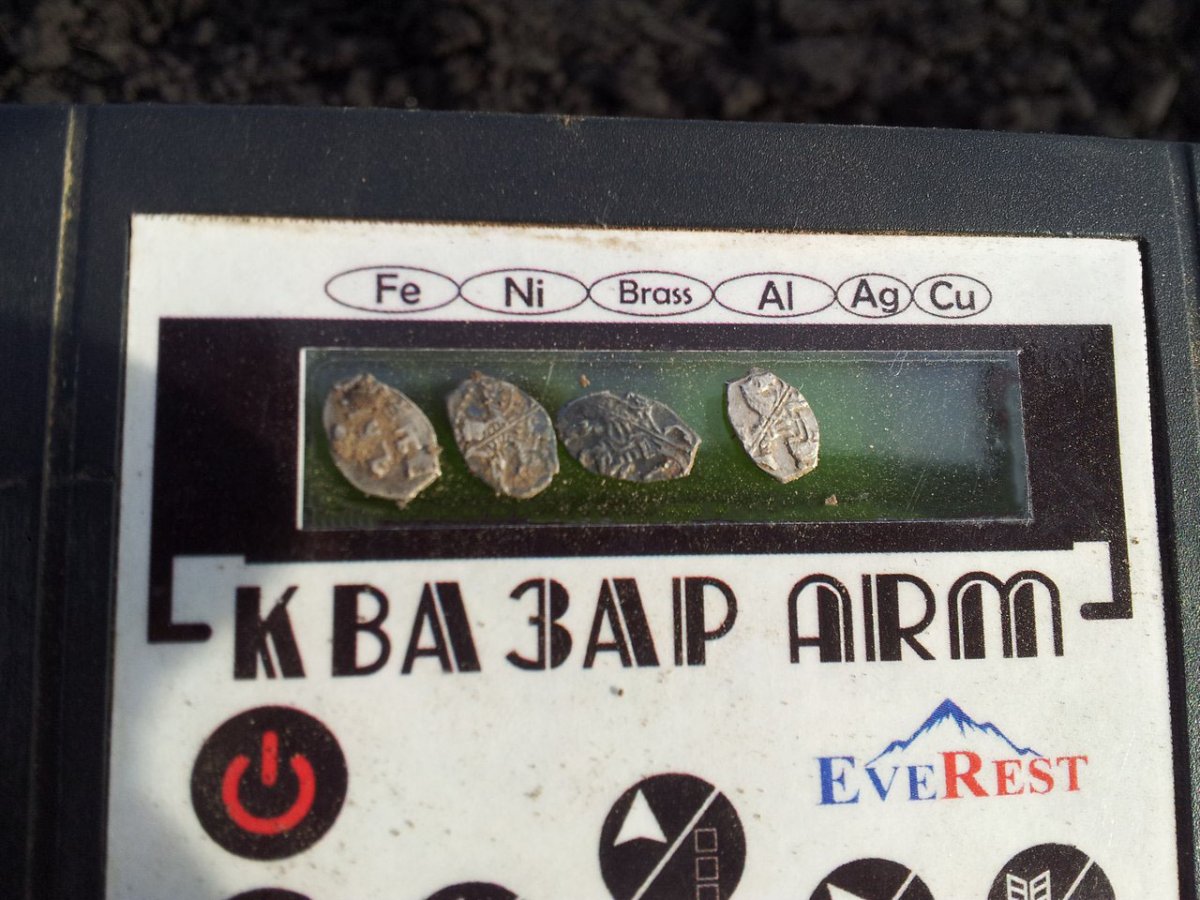 Fe Ni Brass Al Ag Cu
КВАЗАР ARM
EVEREST